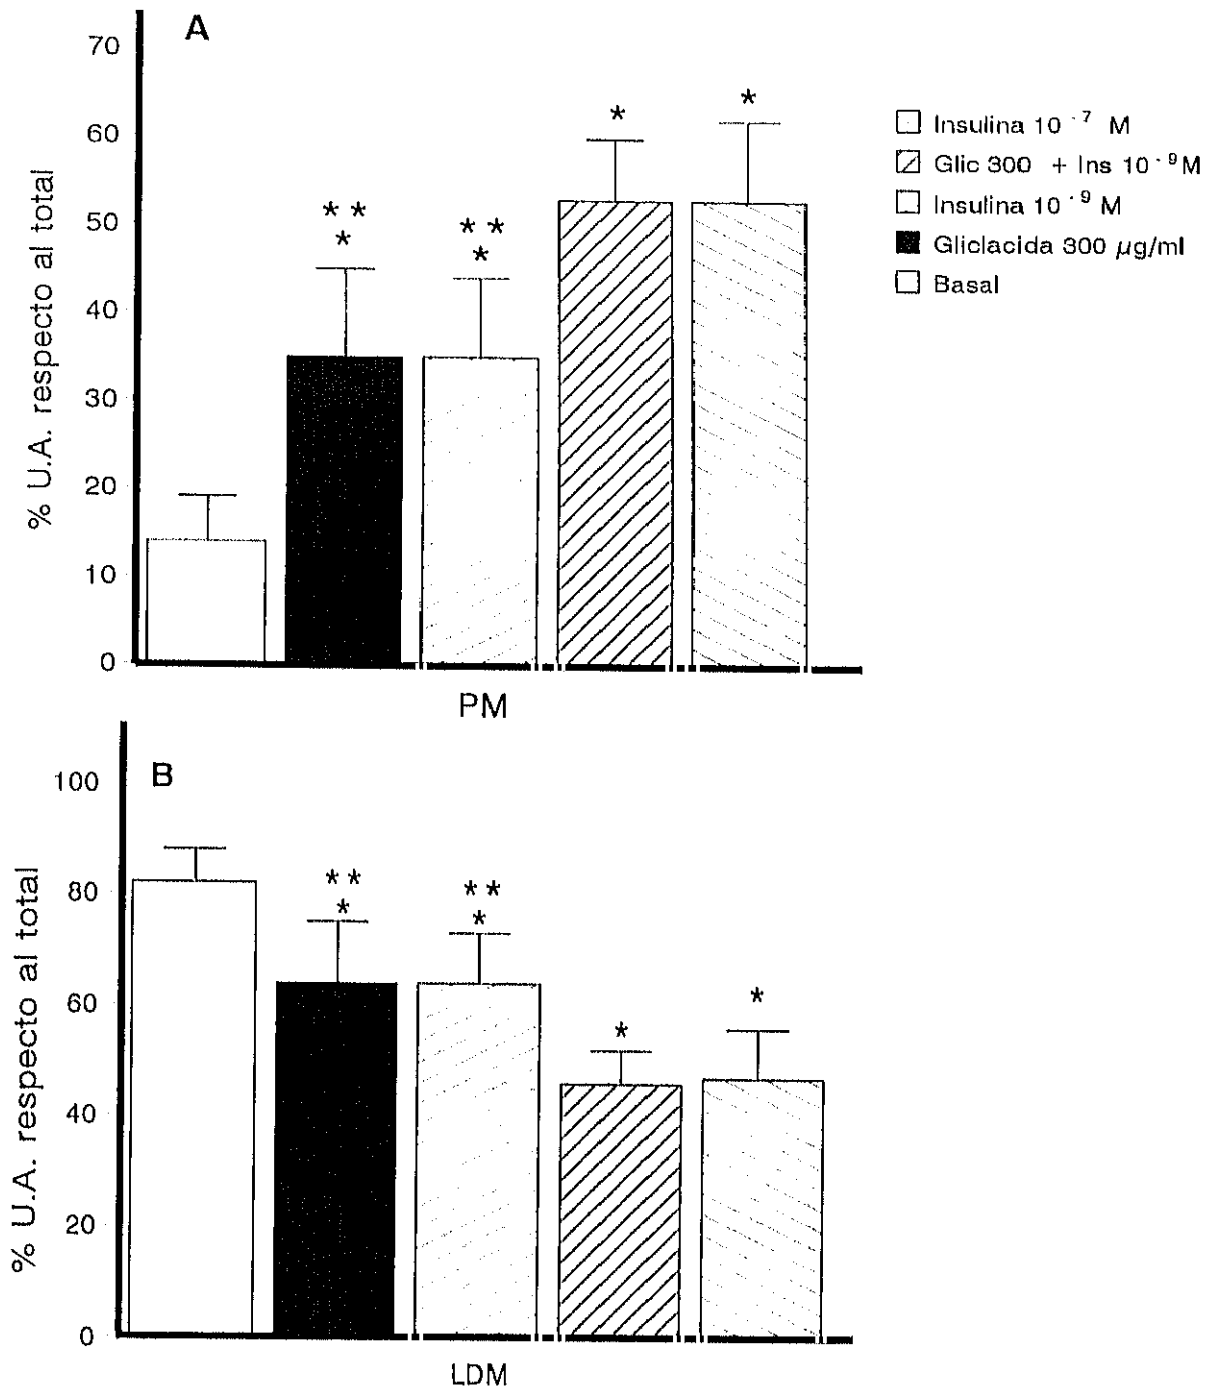 A
70
60
50
40
30
20
10
0
% U.A. respecto al total
* *
*
* *
*
*
*
PM
Insulina 10⁻⁷ M
Glic 300 + Ins 10⁻⁹M
Insulina 10⁻⁹ M
Gliclacida 300 µg/ml
Basal
B
100
80
60
40
20
0
% U.A. respecto al total
**
*
**
*
*
*
LDM